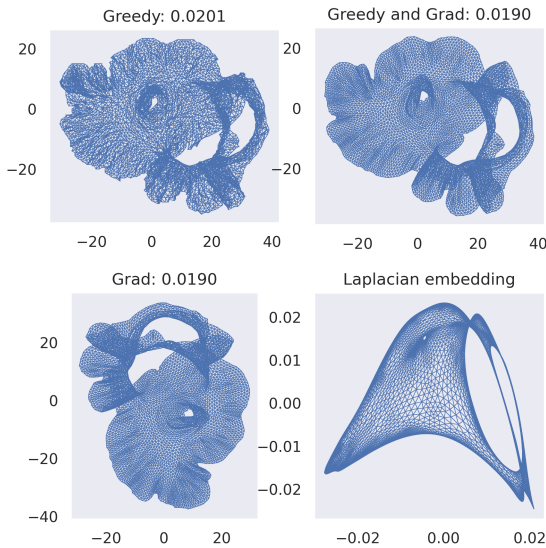 Greedy: 0.0201
20
0
−20
−20 0 20 40
Greedy and Grad: 0.0190
20
0
−20
−20 0 20 40
Grad: 0.0190
20
0
−20
−40
−20 0 20
Laplacian embedding
0.02
0.01
0.00
−0.01
−0.02
−0.02 0.00 0.02